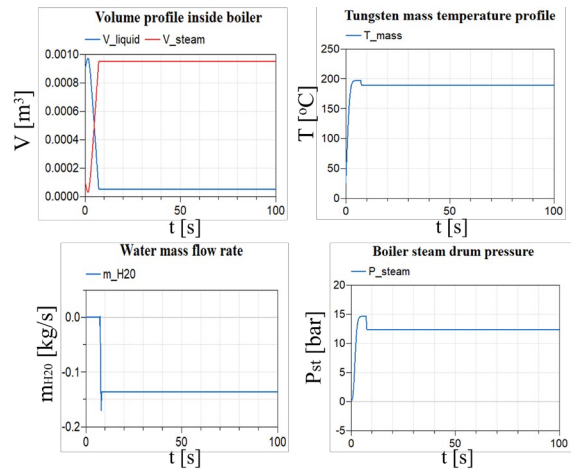 Volume profile inside boiler
V_liquid V_steam
V [m³]
0.0010
0.0008
0.0006
0.0004
0.0002
0.0000
0 50 100
t [s]
Tungsten mass temperature profile
T_mass
T [ºC]
250
200
150
100
50
0
0 50 100
t [s]
Water mass flow rate
m_H20
mH20 [kg/s]
0.0
-0.1
-0.2
0 50 100
t [s]
Boiler steam drum pressure
P_steam
Pst [bar]
20
15
10
5
0
-5
0 50 100
t [s]